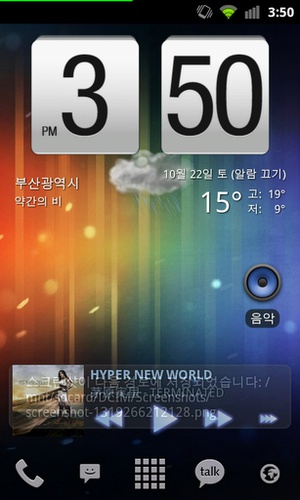 3:50
PM 3 50
10월 22일 토 (알람 끄기)
부산광역시
약간의 비
15° 고: 19°
저: 9°
음악
HYPER NEW WORLD
TERMINATED
스크린샷이 다음 경로에 저장되었습니다: /
mnt/sdcard/DCIM/Screenshots/
screenshot-1319266212128.png
talk